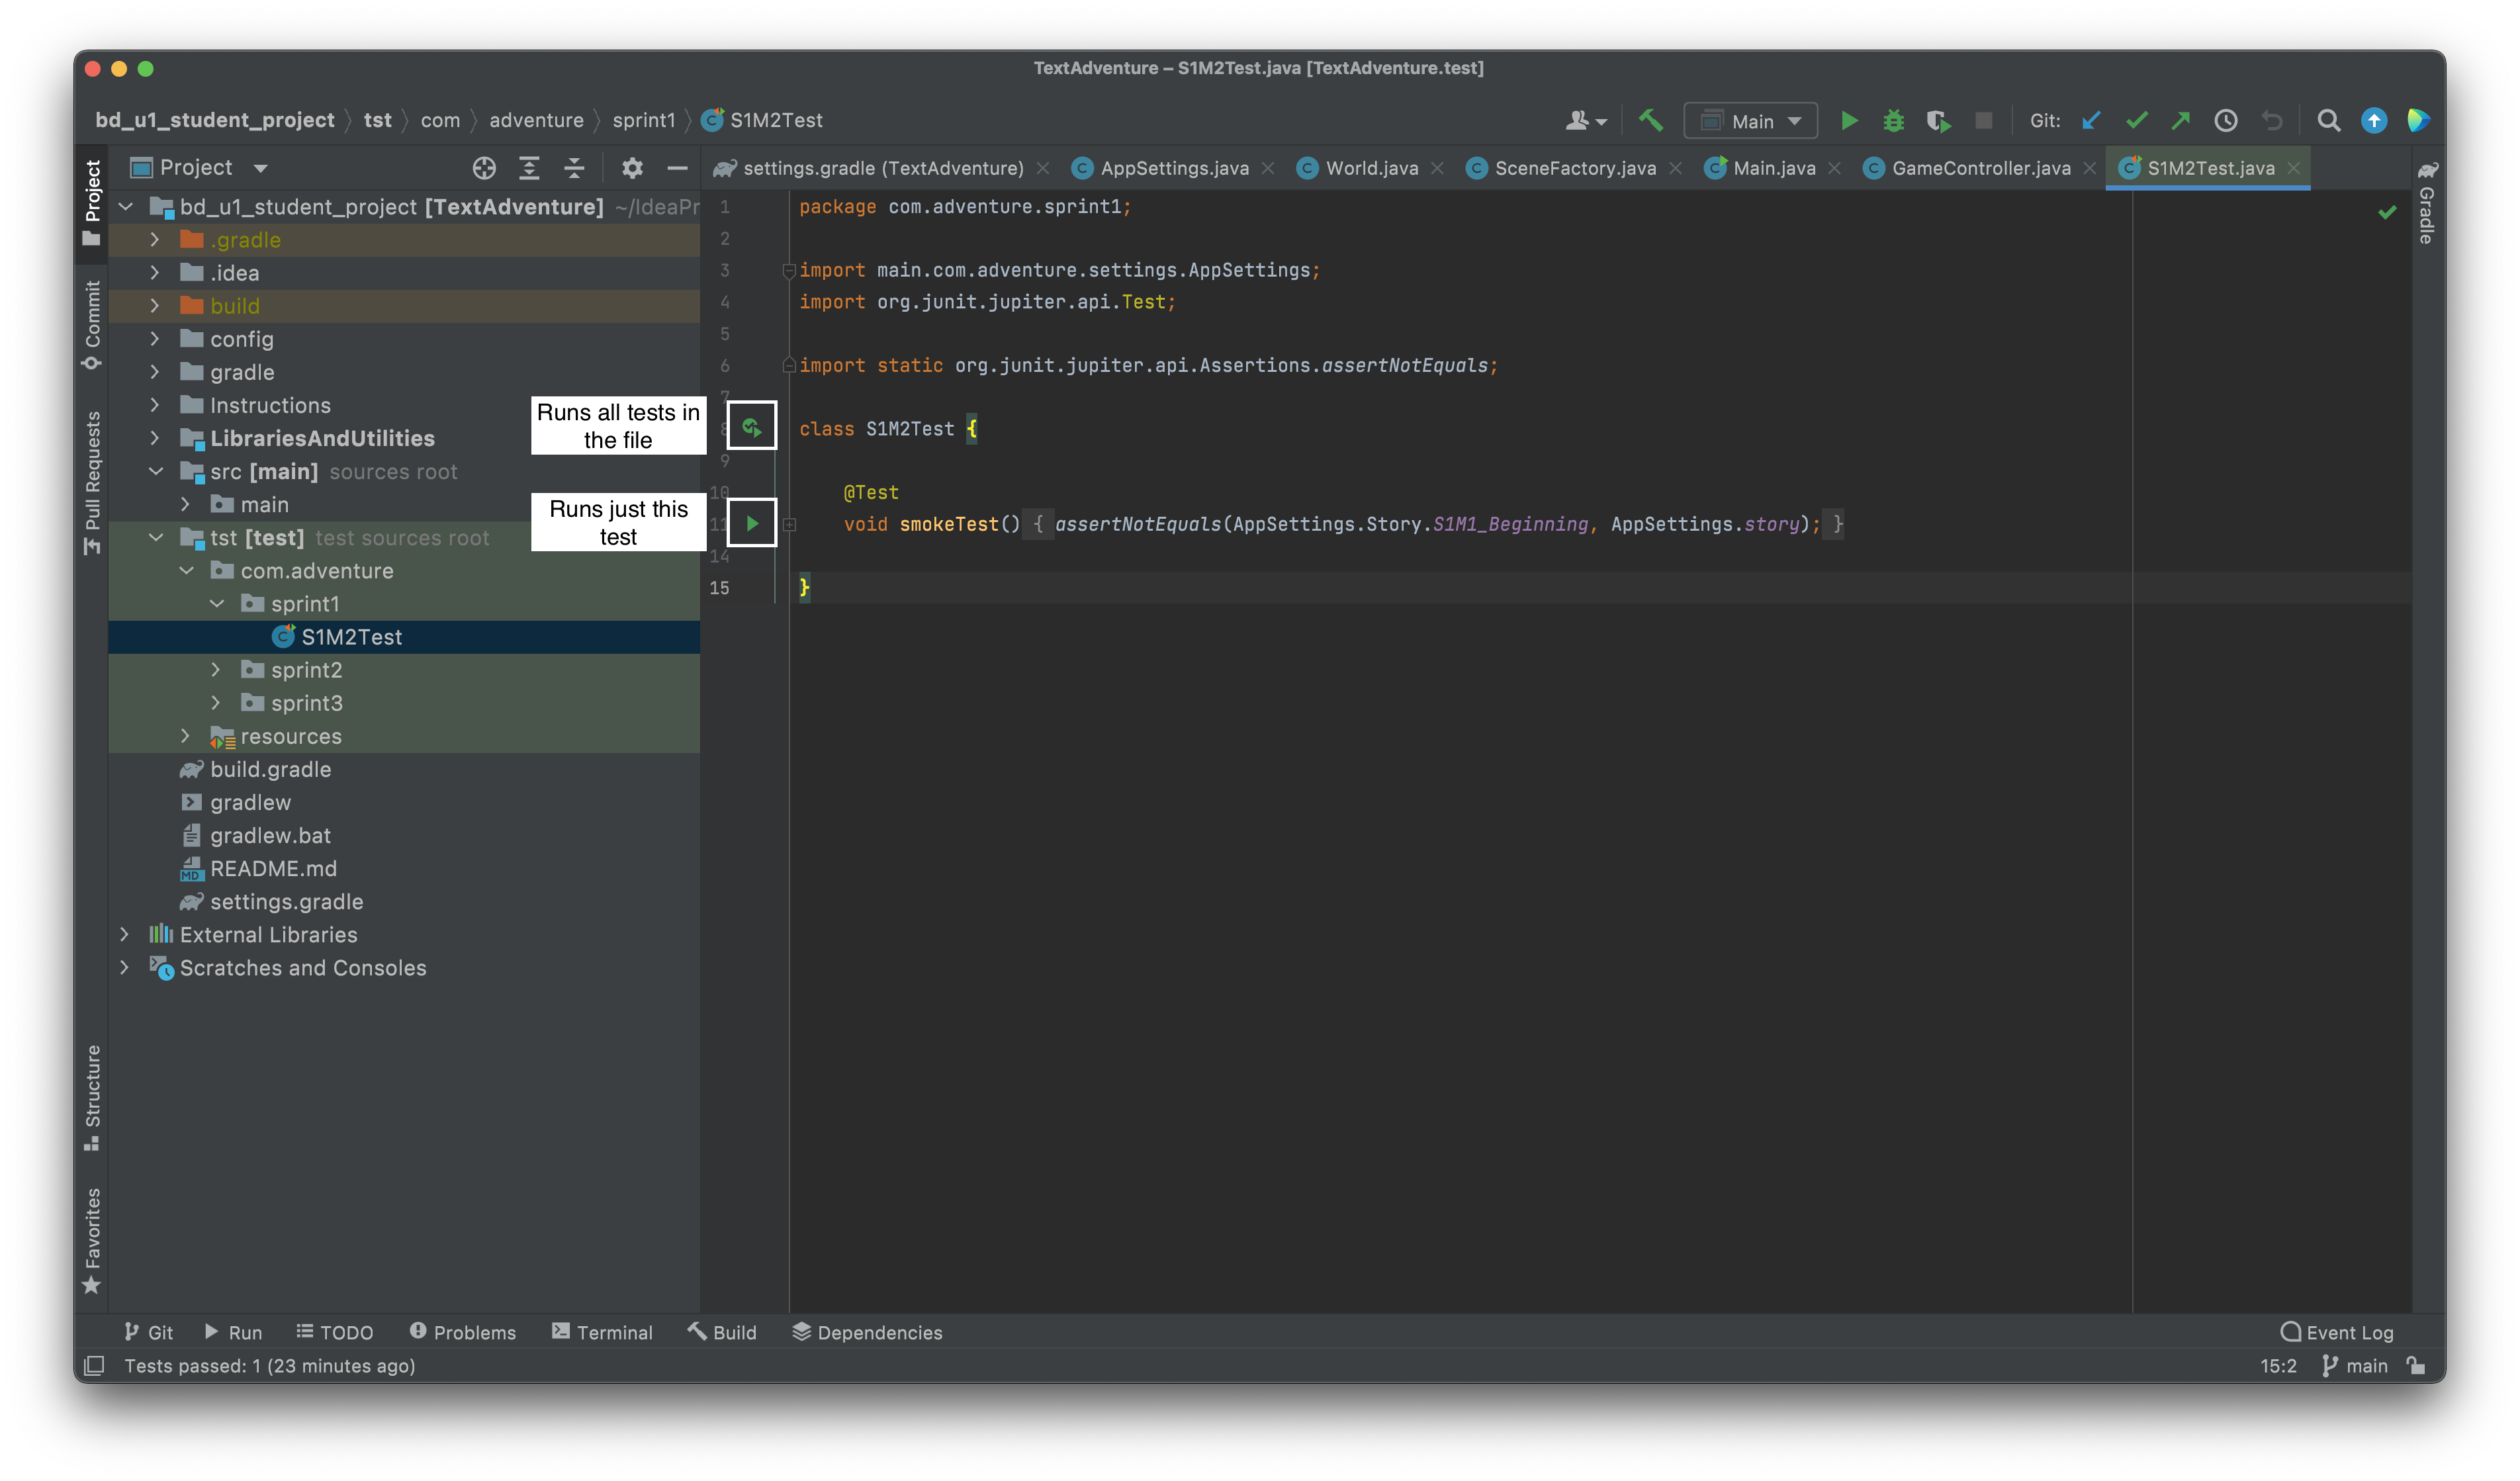 TextAdventure – S1M2Test.java [TextAdventure.test]
bd_u1_student_project 〉 tst 〉 com 〉 adventure 〉 sprint1 〉 S1M2Test
Main
Git:
Project
settings.gradle (TextAdventure)
AppSettings.java
World.java
SceneFactory.java
Main.java
GameController.java
S1M2Test.java
Project
Commit
Pull Requests
Structure
Favorites
Gradle
bd_u1_student_project [TextAdventure] ~/IdeaPr
.gradle
.idea
build
config
gradle
Instructions
LibrariesAndUtilities
src [main] sources root
main
tst [test] test sources root
com.adventure
sprint1
S1M2Test
sprint2
sprint3
resources
build.gradle
gradlew
gradlew.bat
MD README.md
settings.gradle
External Libraries
Scratches and Consoles
Runs all tests in
the file
Runs just this
test
1 package com.adventure.sprint1;
2
3 import main.com.adventure.settings.AppSettings;
4 import org.junit.jupiter.api.Test;
5
6 import static org.junit.jupiter.api.Assertions.assertNotEquals;
7
8 class S1M2Test {
9
10 @Test
11 void smokeTest() { assertNotEquals(AppSettings.Story.S1M1_Beginning, AppSettings.story); }
14
15 }
Git
Run
TODO
Problems
Terminal
Build
Dependencies
Event Log
Tests passed: 1 (23 minutes ago)
15:2
main